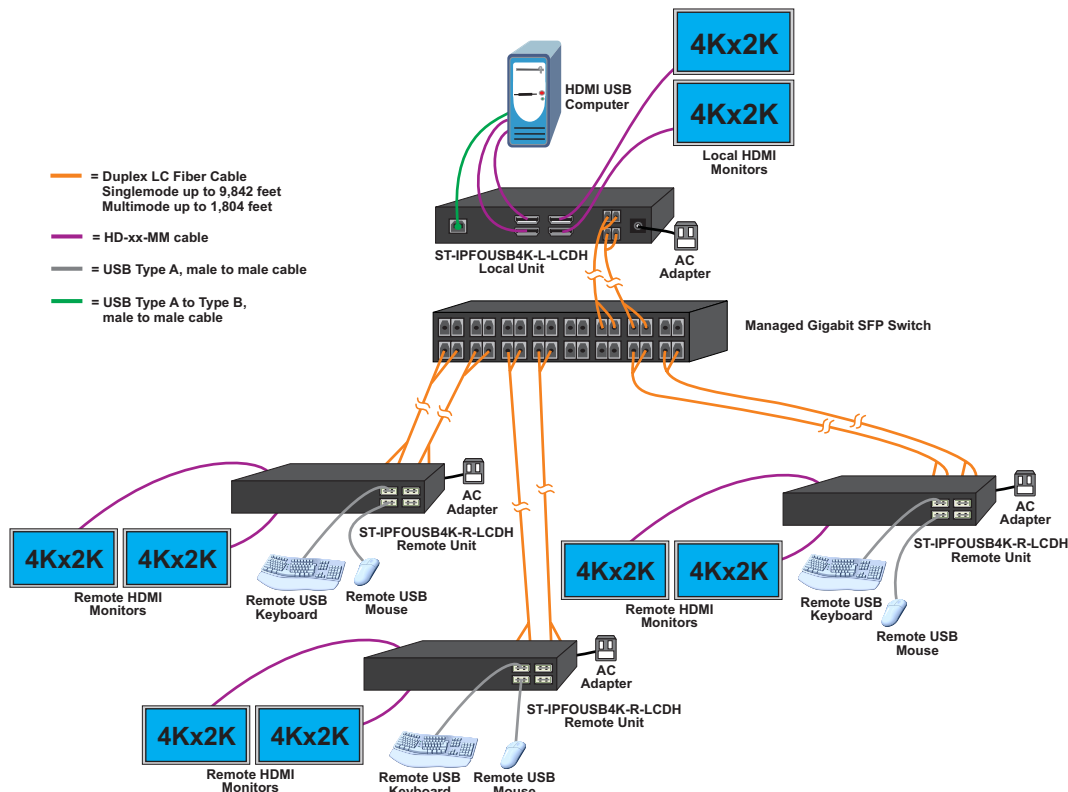 4Kx2K
HDMI USB
Computer
4Kx2K
Local HDMI
Monitors
= Duplex LC Fiber Cable
Singlemode up to 9,842 feet
Multimode up to 1,804 feet
= HD-xx-MM cable
= USB Type A, male to male cable
= USB Type A to Type B,
male to male cable
ST-IPFOUSB4K-L-LCDH
Local Unit
AC
Adapter
Managed Gigabit SFP Switch
AC
Adapter
ST-IPFOUSB4K-R-LCDH
Remote Unit
4Kx2K
4Kx2K
Remote HDMI
Monitors
Remote USB
Keyboard
Remote USB
Mouse
AC
Adapter
ST-IPFOUSB4K-R-LCDH
Remote Unit
4Kx2K
4Kx2K
Remote HDMI
Monitors
Remote USB
Keyboard
Remote USB
Mouse
AC
Adapter
ST-IPFOUSB4K-R-LCDH
Remote Unit
4Kx2K
4Kx2K
Remote HDMI
Monitors
Remote USB
Keyboard
Remote USB
Mouse